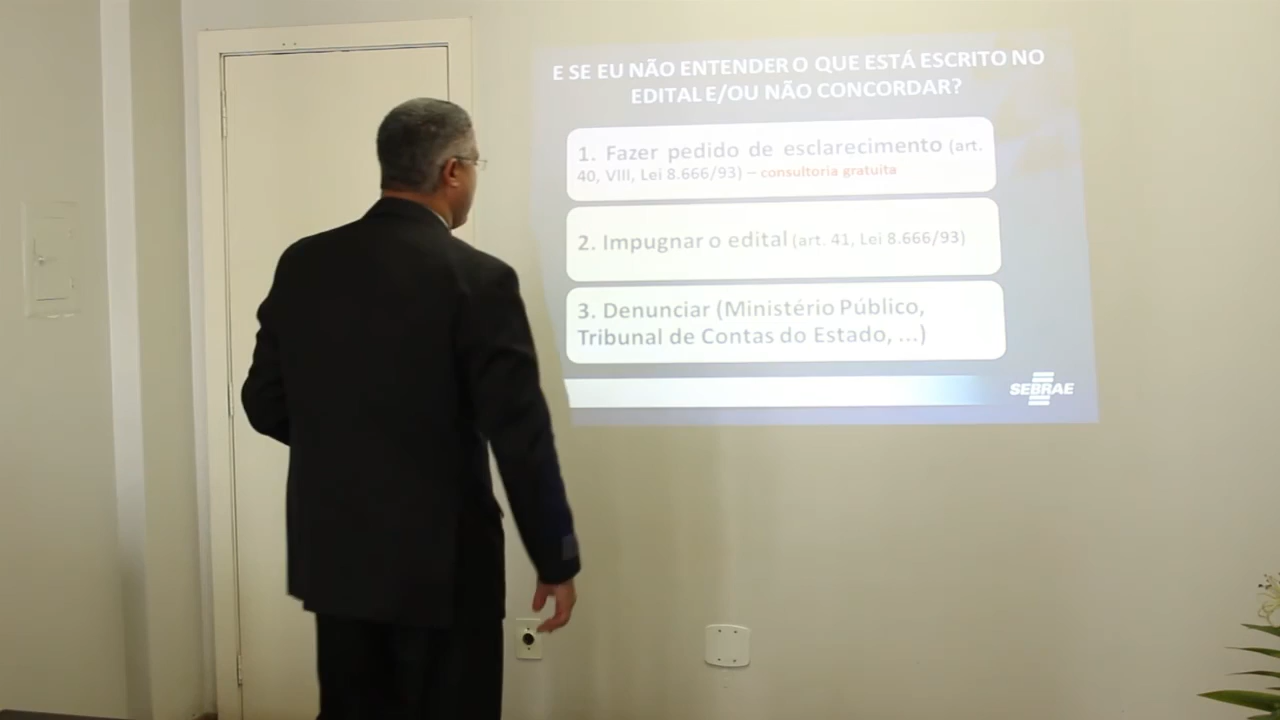 E SE EU NÃO ENTENDER O QUE ESTÁ ESCRITO NO
EDITAL E/OU NÃO CONCORDAR?
1. Fazer pedido de esclarecimento (art.
40, VIII, Lei 8.666/93) – consultoria gratuita
2. Impugnar o edital (art. 41, Lei 8.666/93)
3. Denunciar (Ministério Público,
Tribunal de Contas do Estado, ...)
SEBRAE